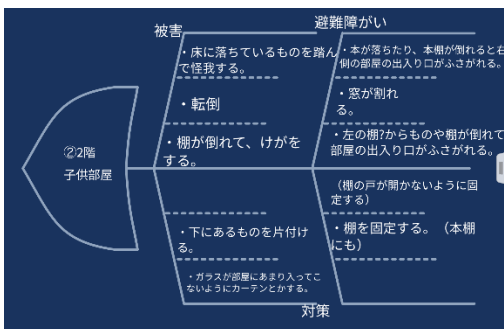 被害
避難障がい
・床に落ちているものを踏ん
で怪我する。
・転倒
・棚が倒れて、けがを
する。
・本が落ちたり、本棚が倒れると右
側の部屋の出入り口がふさがれる。
・窓が割れ
る。
・左の棚?からものや棚が倒れて
部屋の出入り口がふさがれる。
②2階
子供部屋
・下にあるものを片付け
る。
・ガラスが部屋にあまり入ってこ
ないようにカーテンとかする。
（棚の戸が開かないように固
定する）
・棚を固定する。（本棚
にも）
対策